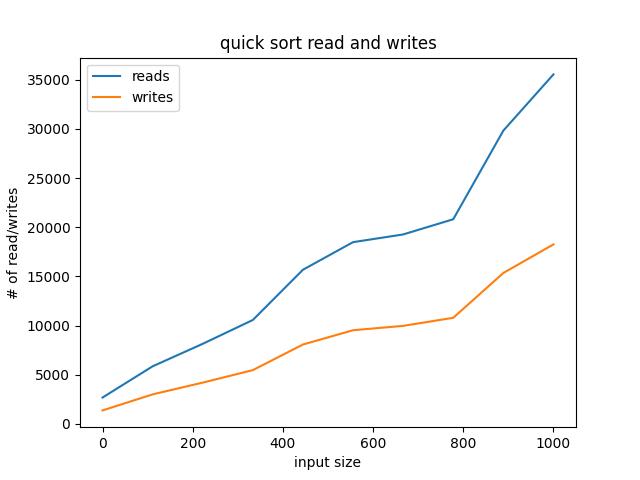 quick sort read and writes
reads
writes
# of read/writes
35000
30000
25000
20000
15000
10000
5000
0
0 200 400 600 800 1000
input size